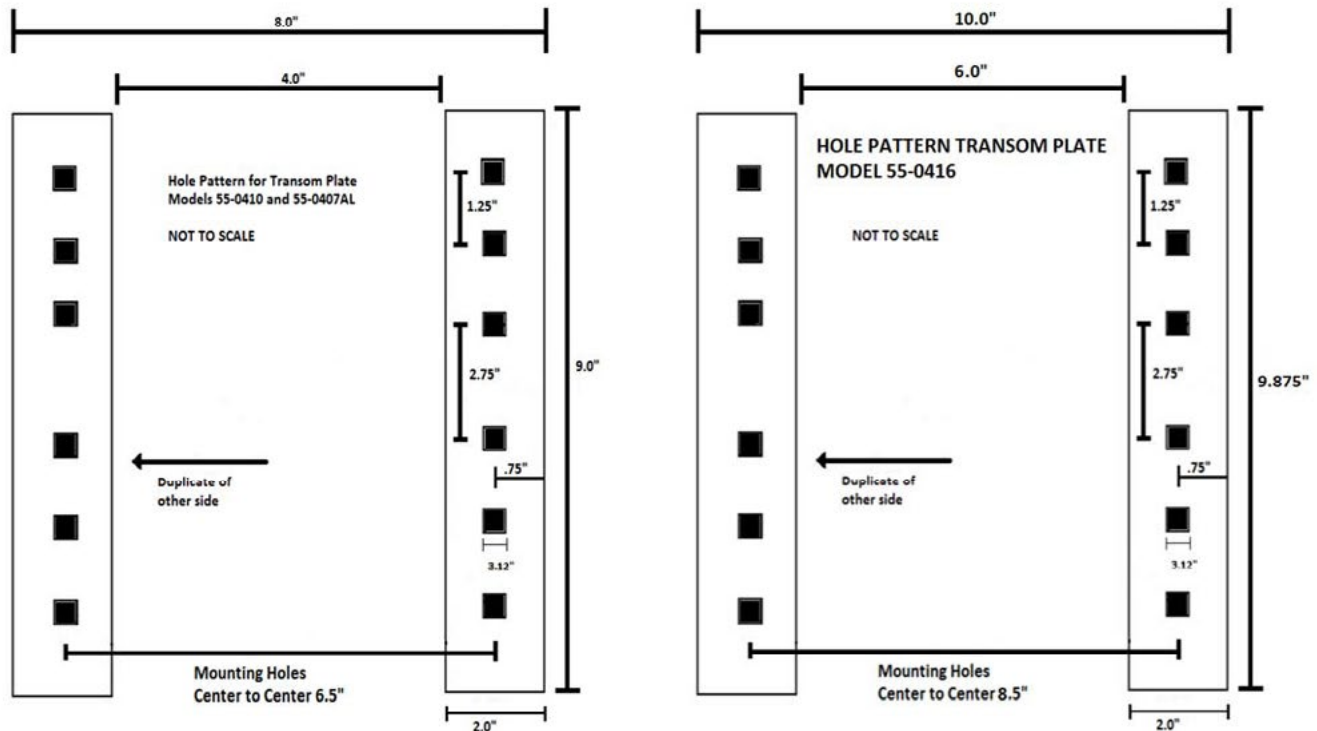 8.0"
4.0"
Hole Pattern for Transom Plate
Models 55-0410 and 55-0407AL
NOT TO SCALE
1.25"
2.75"
9.0"
Duplicate of
other side
.75"
3.12"
Mounting Holes
Center to Center 6.5"
2.0"
10.0"
6.0"
HOLE PATTERN TRANSOM PLATE
MODEL 55-0416
NOT TO SCALE
1.25"
2.75"
9.875"
Duplicate of
other side
.75"
3.12"
Mounting Holes
Center to Center 8.5"
2.0"